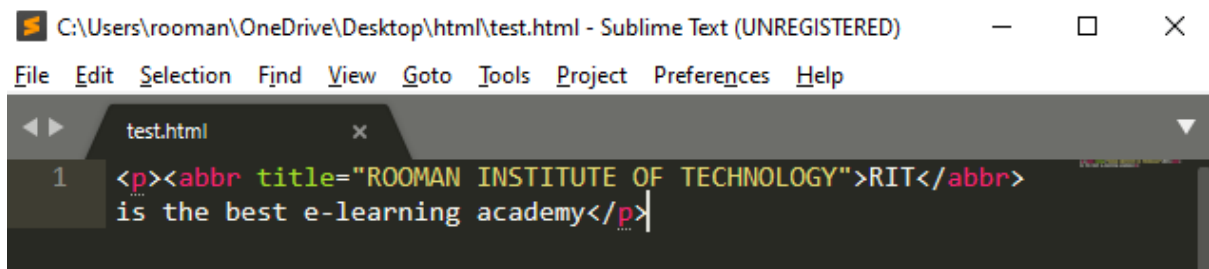 C:\Users\rooman\OneDrive\Desktop\html\test.html - Sublime Text (UNREGISTERED)
File Edit Selection Find View Goto Tools Project Preferences Help
test.html
1 <p><abbr title="ROOMAN INSTITUTE OF TECHNOLOGY">RIT</abbr>
is the best e-learning academy</p>